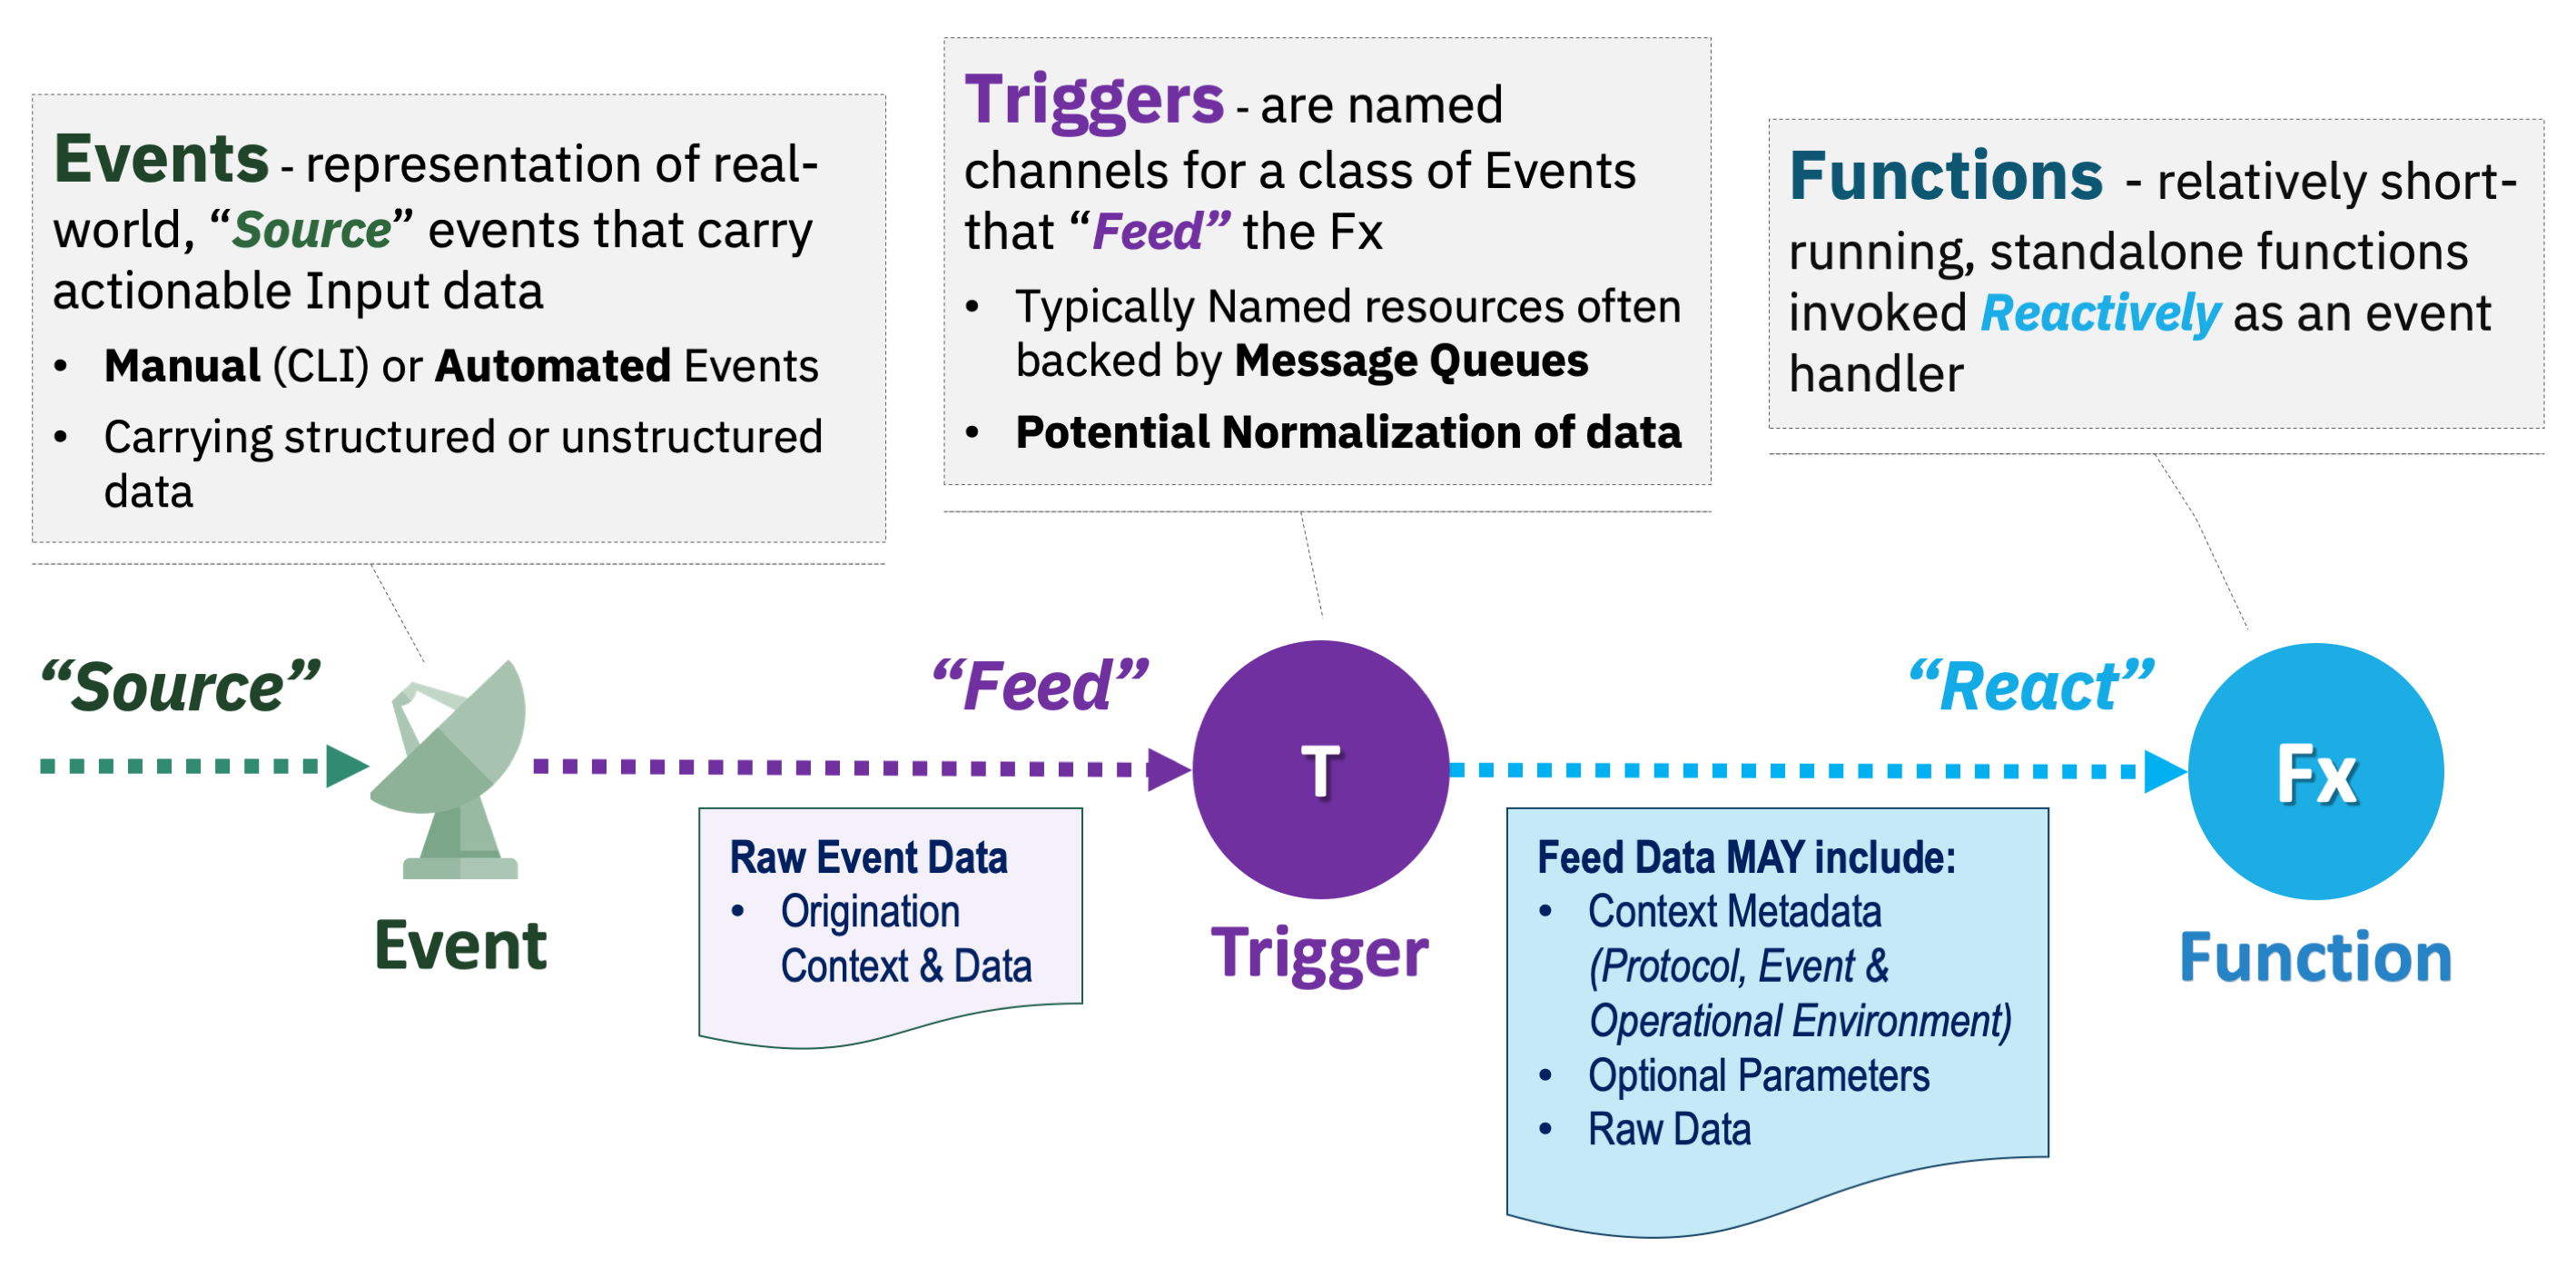 Events - representation of real-
world, “Source” events that carry
actionable Input data
• Manual (CLI) or Automated Events
• Carrying structured or unstructured
data
Triggers - are named
channels for a class of Events
that “Feed” the Fx
• Typically Named resources often
backed by Message Queues
• Potential Normalization of data
Functions - relatively short-
running, standalone functions
invoked Reactively as an event
handler
“Source”
“Feed”
“React”
T
Fx
Event
Trigger
Function
Raw Event Data
• Origination
Context & Data
Feed Data MAY include:
• Context Metadata
(Protocol, Event &
Operational Environment)
• Optional Parameters
• Raw Data